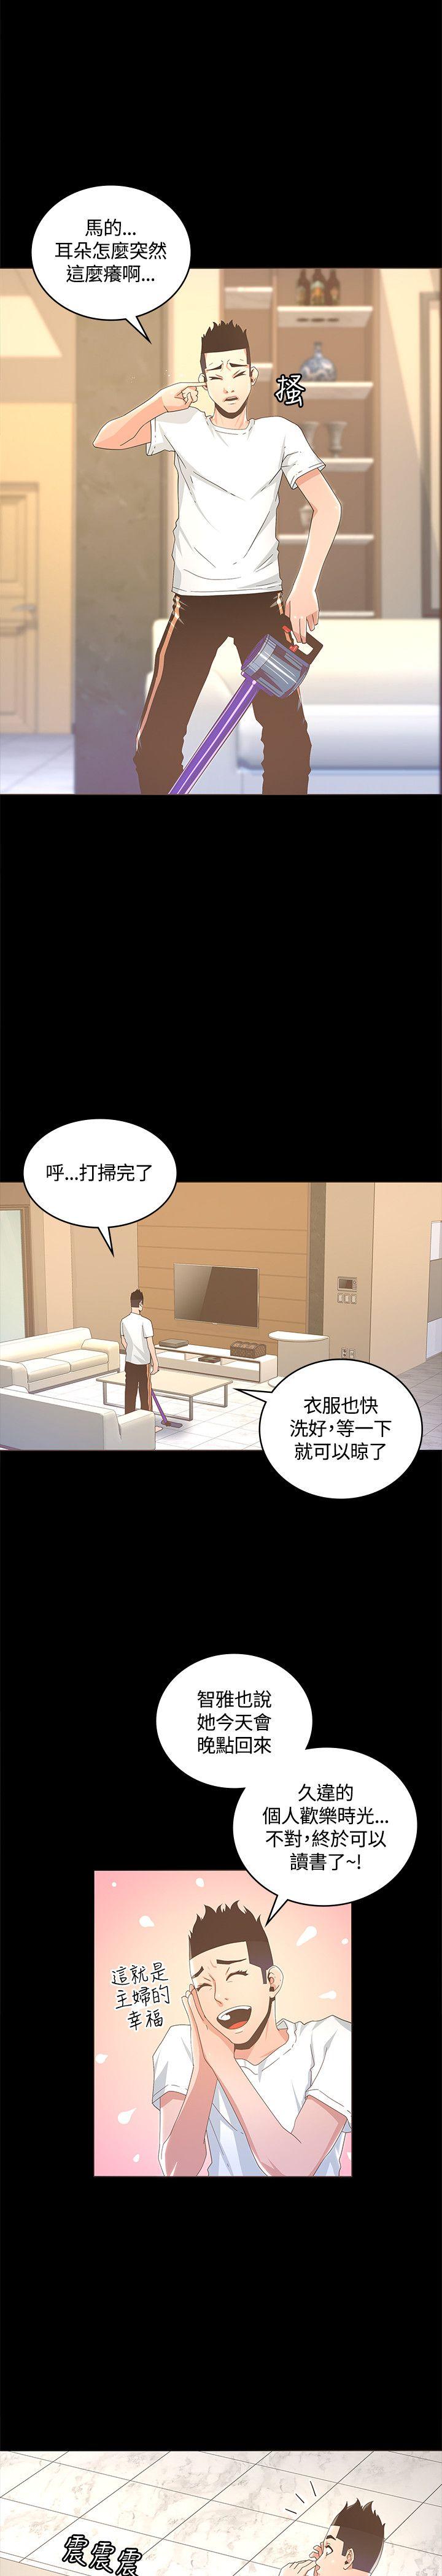 馬的...
耳朵怎麼突然
這麼癢啊...
搔
呼...打掃完了
衣服也快
洗好，等一下
就可以晾了
智雅也說
她今天會
晚點回來
久違的
個人歡樂時光...
不對，終於可以
讀書了~!
這就是
主婦的
幸福
震震震